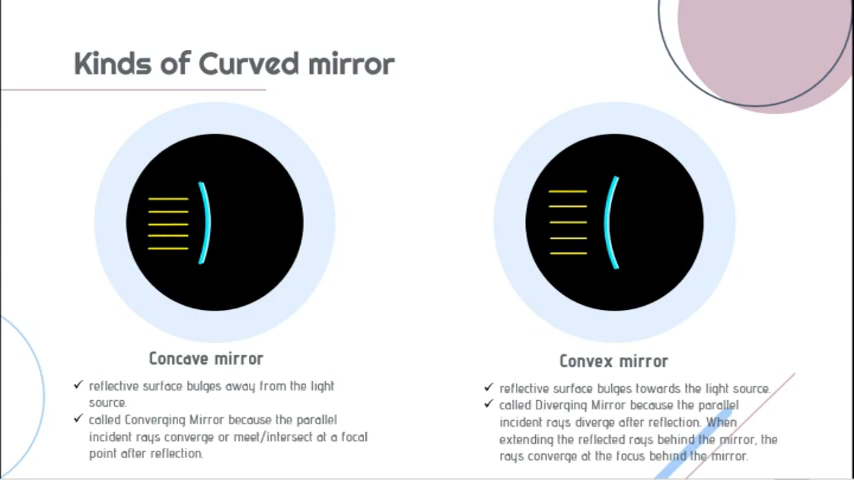 Kinds of Curved mirror
Concave mirror
✓ reflective surface bulges away from the light
source.
✓ called Converging Mirror because the parallel
incident rays converge or meet/intersect at a focal
point after reflection.
Convex mirror
✓ reflective surface bulges towards the light source.
✓ called Diverging Mirror because the parallel
incident rays diverge after reflection. When
extending the reflected rays behind the mirror, the
rays converge at the focus behind the mirror.